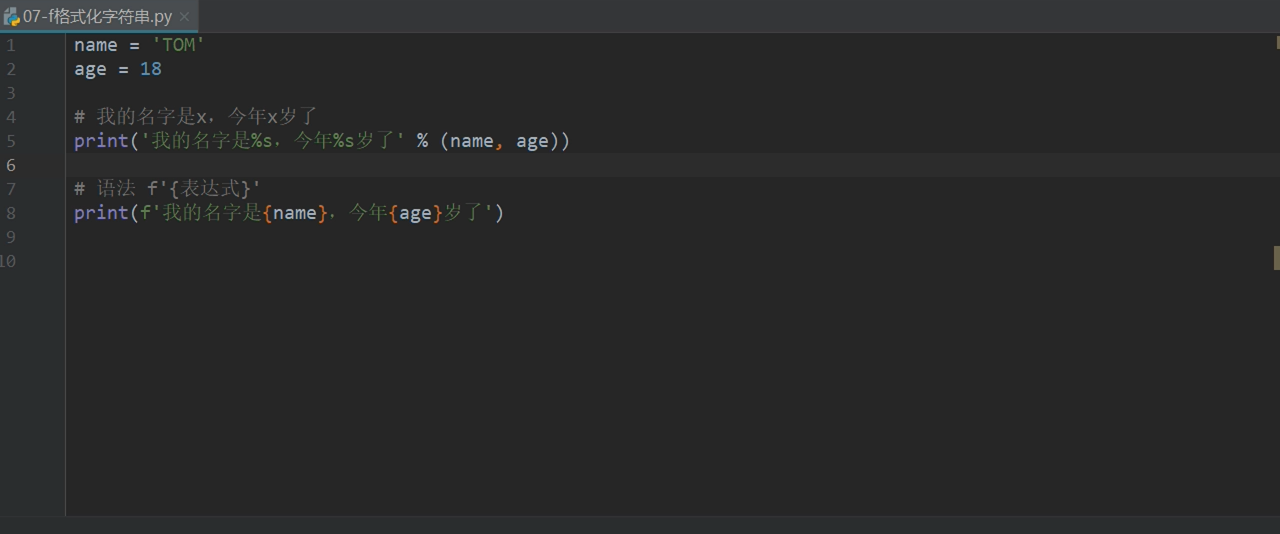 07-f格式化字符串.py
1 name = 'TOM'
2 age = 18
3
4 # 我的名字是x，今年x岁了
5 print('我的名字是%s，今年%s岁了' % (name, age))
6
7 # 语法 f'{表达式}'
8 print(f'我的名字是{name}，今年{age}岁了')
9
10